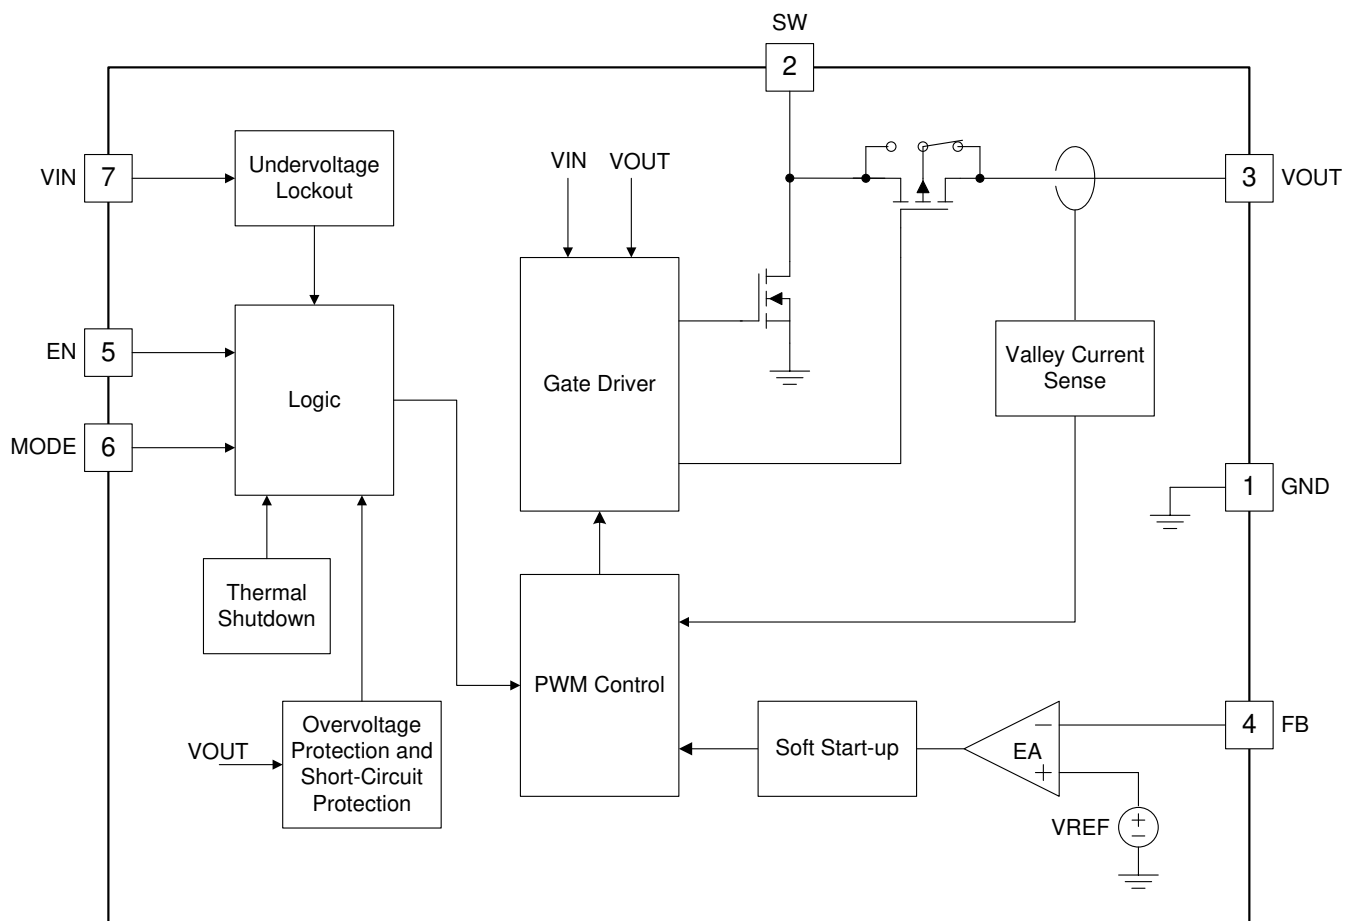 SW
2
VIN
7
Undervoltage
Lockout
VIN
VOUT
3
VOUT
EN
5
Logic
Gate Driver
Valley Current
Sense
MODE
6
1
GND
Thermal
Shutdown
PWM Control
Overvoltage
Protection and
Short-Circuit
Protection
VOUT
Soft Start-up
EA
−
+
4
FB
VREF
+
−